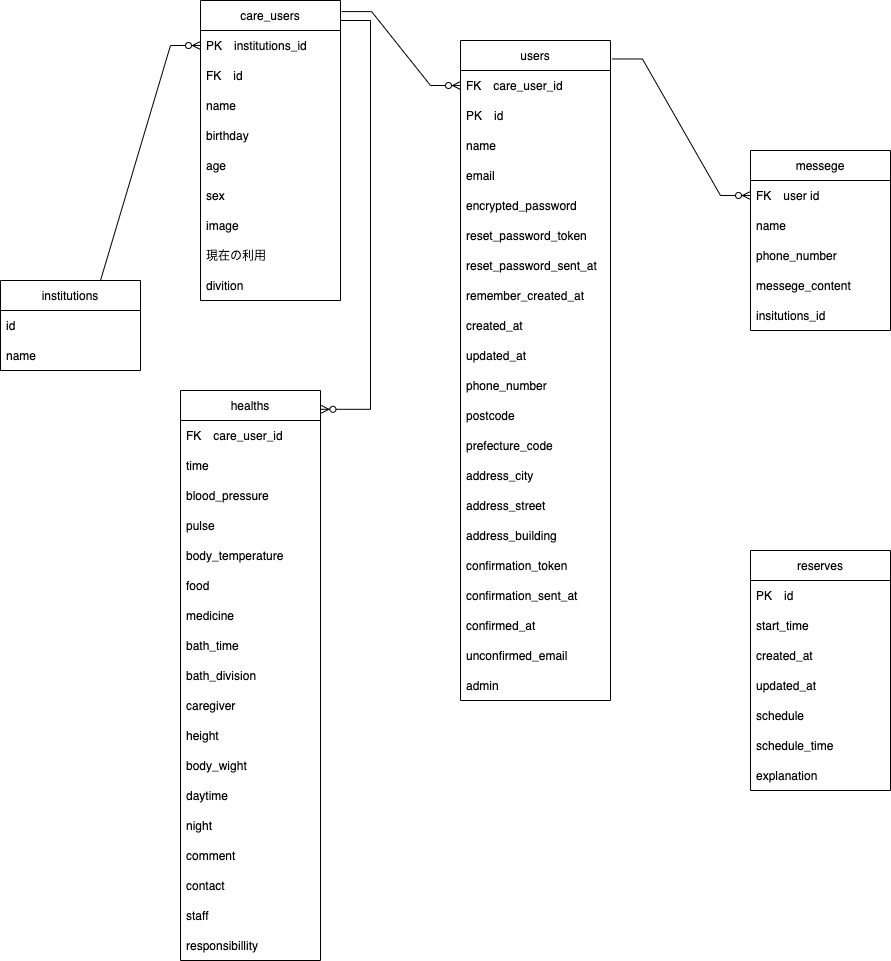 care_users
PK institutions_id
FK id
name
birthday
age
sex
image
現在の利用
divition
users
FK care_user_id
PK id
name
email
encrypted_password
reset_password_token
reset_password_sent_at
remember_created_at
created_at
updated_at
phone_number
postcode
prefecture_code
address_city
address_street
address_building
confirmation_token
confirmation_sent_at
confirmed_at
unconfirmed_email
admin
messege
FK user id
name
phone_number
messege_content
insitutions_id
institutions
id
name
healths
FK care_user_id
time
blood_pressure
pulse
body_temperature
food
medicine
bath_time
bath_division
caregiver
height
body_wight
daytime
night
comment
contact
staff
responsibillity
reserves
PK id
start_time
created_at
updated_at
schedule
schedule_time
explanation